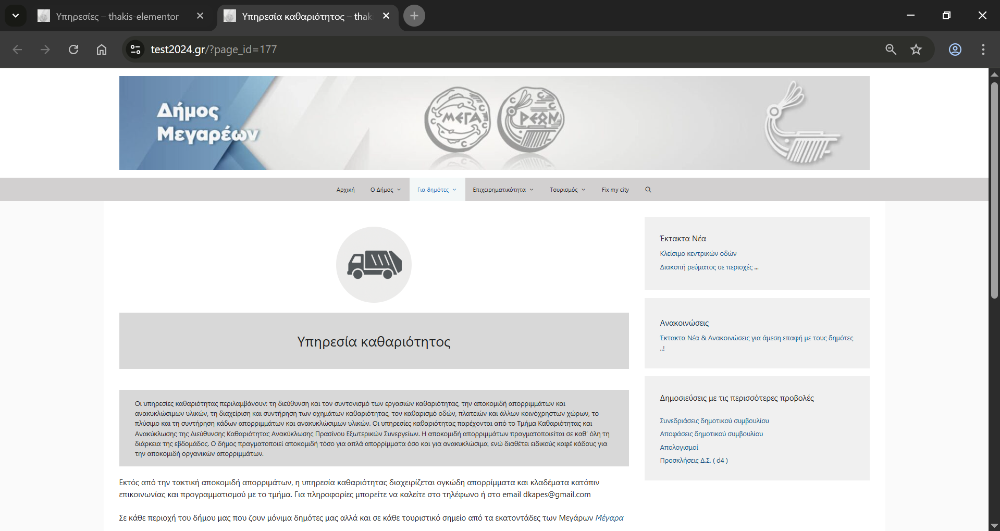 Υπηρεσίες – thakis-elementor
Υπηρεσία καθαριότητος – thak
test2024.gr/?page_id=177
Δήμος
Μεγαρέων
ΜΕΓΑ
ΡΕΩΝ
Αρχική
Ο Δήμος
Για δημότες
Επιχειρηματικότητα
Τουρισμός
Fix my city
Υπηρεσία καθαριότητος
Οι υπηρεσίες καθαριότητας περιλαμβάνουν: τη διεύθυνση και τον συντονισμό των εργασιών καθαριότητας, την αποκομιδή απορριμμάτων και
ανακυκλώσιμων υλικών, τη διαχείριση και συντήρηση των οχημάτων καθαριότητας, τον καθαρισμό οδών, πλατειών και άλλων κοινόχρηστων χώρων, το
πλύσιμο και τη συντήρηση κάδων απορριμμάτων και ανακυκλώσιμων υλικών. Οι υπηρεσίες καθαριότητας παρέχονται από το Τμήμα Καθαριότητας και
Ανακύκλωσης της Διεύθυνσης Καθαριότητας Ανακύκλωσης Πρασίνου Εξωτερικών Συνεργείων. Η αποκομιδή απορριμμάτων πραγματοποιείται σε καθ’ όλη τη
διάρκεια της εβδομάδος. Ο δήμος πραγματοποιεί αποκομιδή τόσο για απλά απορρίμματα όσο και για ανακυκλώσιμα, ενώ διαθέτει ειδικούς καφέ κάδους για
την αποκομιδή οργανικών απορριμμάτων.
Εκτός από την τακτική αποκομιδή απορριμάτων, η υπηρεσία καθαριότητας διαχειρίζεται ογκώδη απορρίμματα και κλαδέματα κατόπιν
επικοινωνίας και προγραμματισμού με το τμήμα. Για πληροφορίες μπορείτε να καλείτε στο τηλέφωνο ή στο email dkapes@gmail.com
Σε κάθε περιοχή του δήμου μας που ζουν μόνιμα δημότες μας αλλά και σε κάθε τουριστικό σημείο από τα εκατοντάδες των Μεγάρων Μέγαρα
Έκτακτα Νέα
Κλείσιμο κεντρικών οδών
Διακοπή ρεύματος σε περιοχές ...
Ανακοινώσεις
Έκτακτα Νέα & Ανακοινώσεις για άμεση επαφή με τους δημότες
..!
Δημοσιεύσεις με τις περισσότερες προβολές
Συνεδριάσεις δημοτικού συμβουλίου
Αποφάσεις δημοτικού συμβουλίου
Απολογισμοί
Προσκλήσεις Δ.Σ. ( d4 )